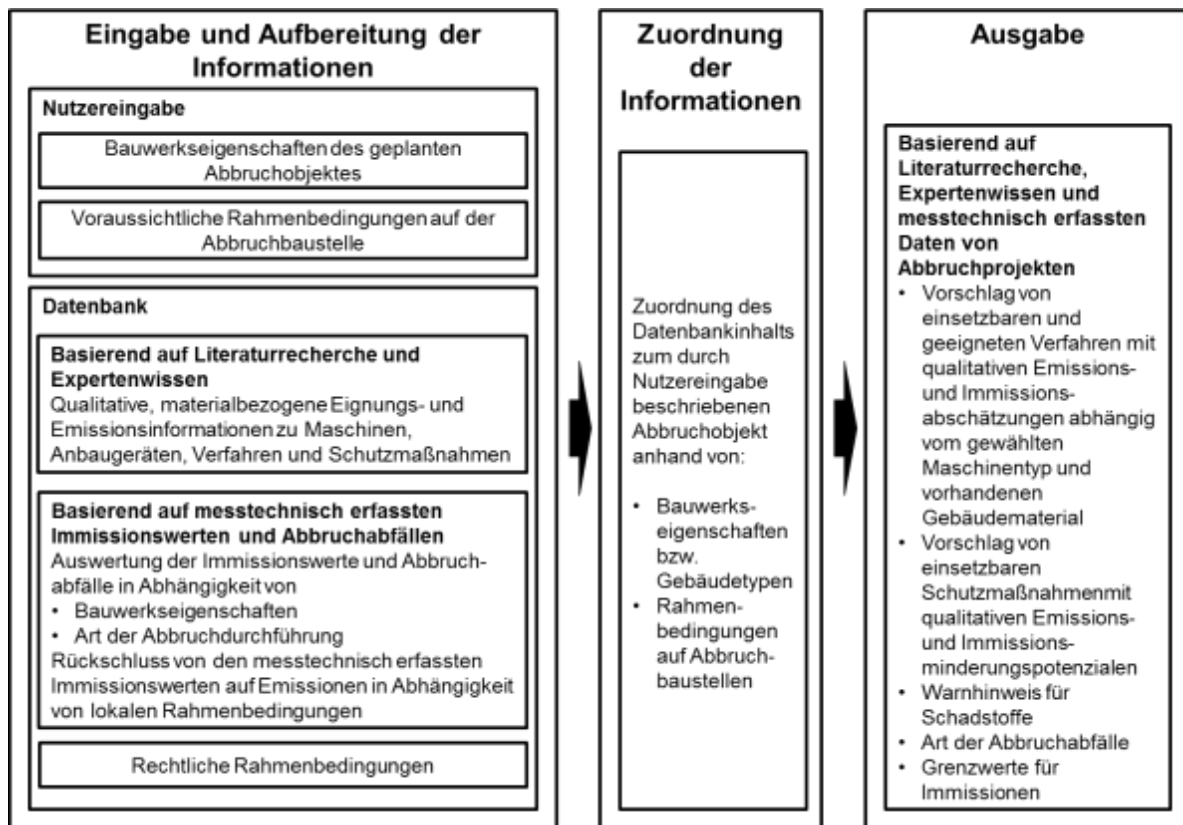 Eingabe und Aufbereitung der
Informationen
Nutzereingabe
Bauwerkseigenschaften des geplanten
Abbruchobjektes
Voraussichtliche Rahmenbedingungen auf der
Abbruchbaustelle
Datenbank
Basierend auf Literaturrecherche und
Expertenwissen
Qualitative, materialbezogene Eignungs- und
Emissionsinformationen zu Maschinen,
Anbaugeräten, Verfahren und Schutzmaßnahmen
Basierend auf messtechnisch erfassten
Immissionswerten und Abbruchabfällen
Auswertung der Immissionswerte und Abbruch-
abfälle in Abhängigkeit von
• Bauwerkseigenschaften
• Art der Abbruchdurchführung
Rückschluss von den messtechnisch erfassten
Immissionswerten auf Emissionen in Abhängigkeit
von lokalen Rahmenbedingungen
Rechtliche Rahmenbedingungen
Zuordnung
der
Informationen
Zuordnung des
Datenbankinhalts
zum durch
Nutzereingabe
beschriebenen
Abbruchobjekt
anhand von:
• Bauwerks-
eigenschaften
bzw.
Gebäudetypen
• Rahmen-
bedingungen
auf Abbruch-
baustellen
Ausgabe
Basierend auf
Literaturrecherche,
Expertenwissen und
messtechnisch erfassten
Daten von
Abbruchprojekten
• Vorschlag von
einsetzbaren und
geeigneten Verfahren mit
qualitativen Emissions-
und Immissions-
abschätzungen abhängig
vom gewählten
Maschinentyp und
vorhandenen
Gebäudematerial
• Vorschlag von
einsetzbaren
Schutzmaßnahmenmit
qualitativen Emissions-
und Immissions-
minderungspotenzialen
• Warnhinweis für
Schadstoffe
• Art der Abbruchabfälle
• Grenzwerte für
Immissionen